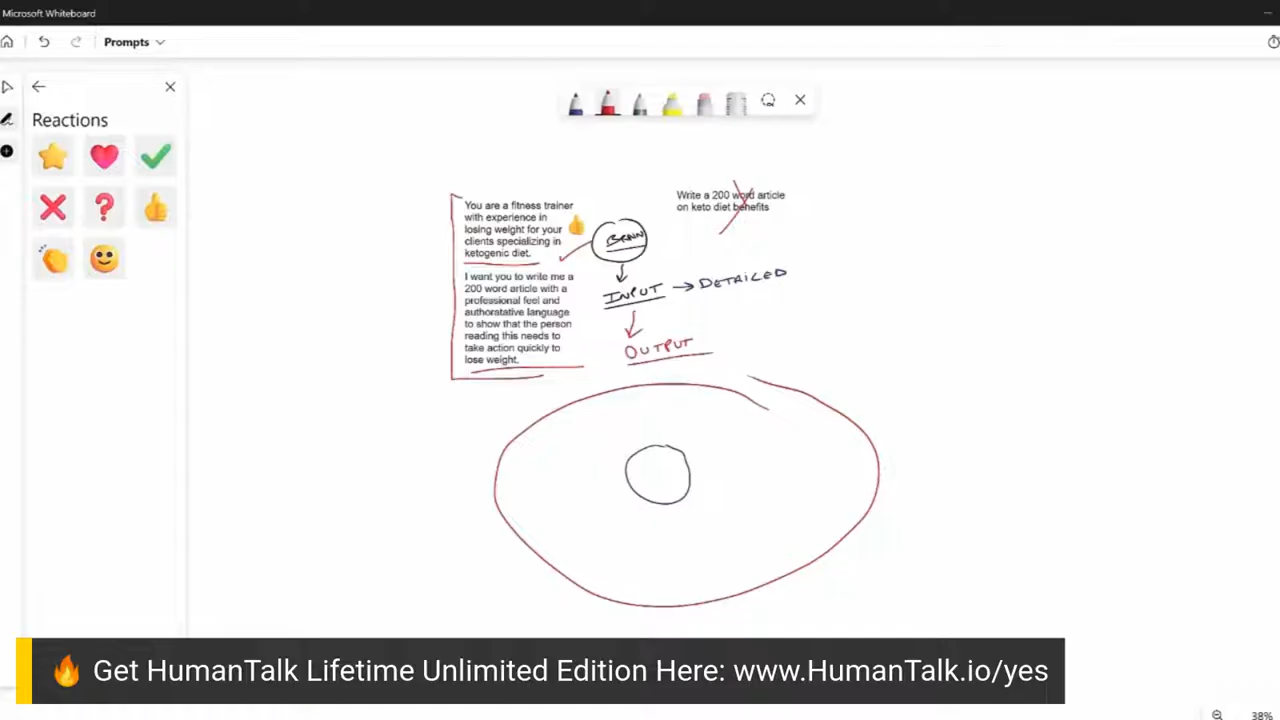 Microsoft Whiteboard
Prompts
Reactions
You are a fitness trainer
with experience in
losing weight for your
clients specializing in
ketogenic diet.
I want you to write me a
200 word article with a
professional feel and
authoratative language
to show that the person
reading this needs to
take action quickly to
lose weight.
Write a 200 word article
on keto diet benefits
BRAIN
INPUT → DETAILED
OUTPUT
🔥 Get HumanTalk Lifetime Unlimited Edition Here: www.HumanTalk.io/yes
38%